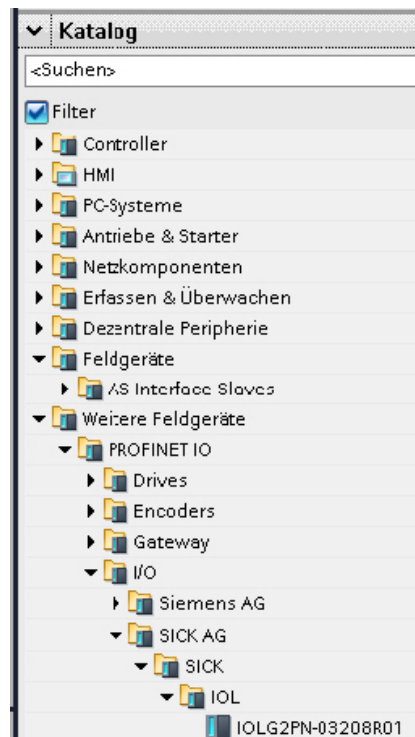 Katalog
<Suchen>
Filter
Controller
HMI
PC-Systeme
Antriebe & Starter
Netzkomponenten
Erfassen & Überwachen
Dezentrale Peripherie
Feldgeräte
AS Interface Slaves
Weitere Feldgeräte
PROFINET IO
Drives
Encoders
Gateway
I/O
Siemens AG
SICK AG
SICK
IOL
IOLG2PN-03208R01